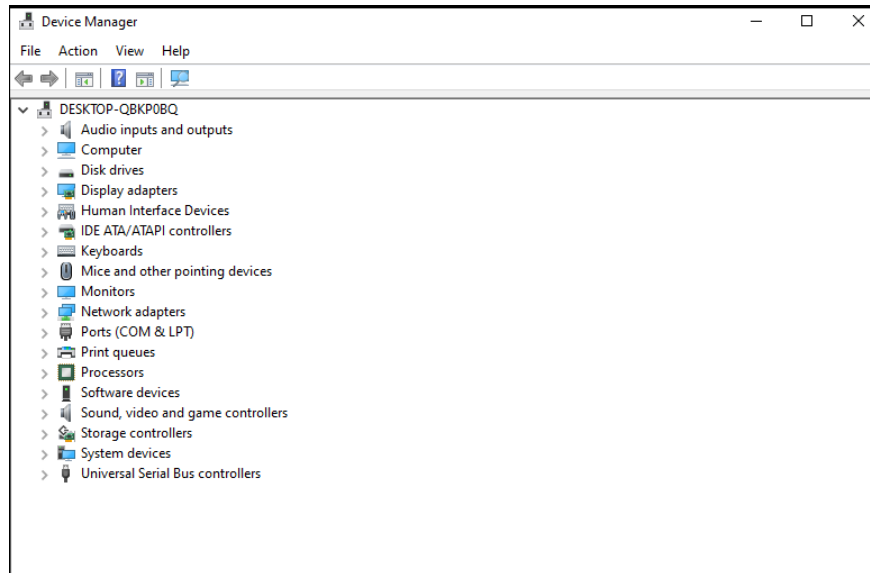 Device Manager
File Action View Help
DESKTOP-QBKP0BQ
Audio inputs and outputs
Computer
Disk drives
Display adapters
Human Interface Devices
IDE ATA/ATAPI controllers
Keyboards
Mice and other pointing devices
Monitors
Network adapters
Ports (COM & LPT)
Print queues
Processors
Software devices
Sound, video and game controllers
Storage controllers
System devices
Universal Serial Bus controllers